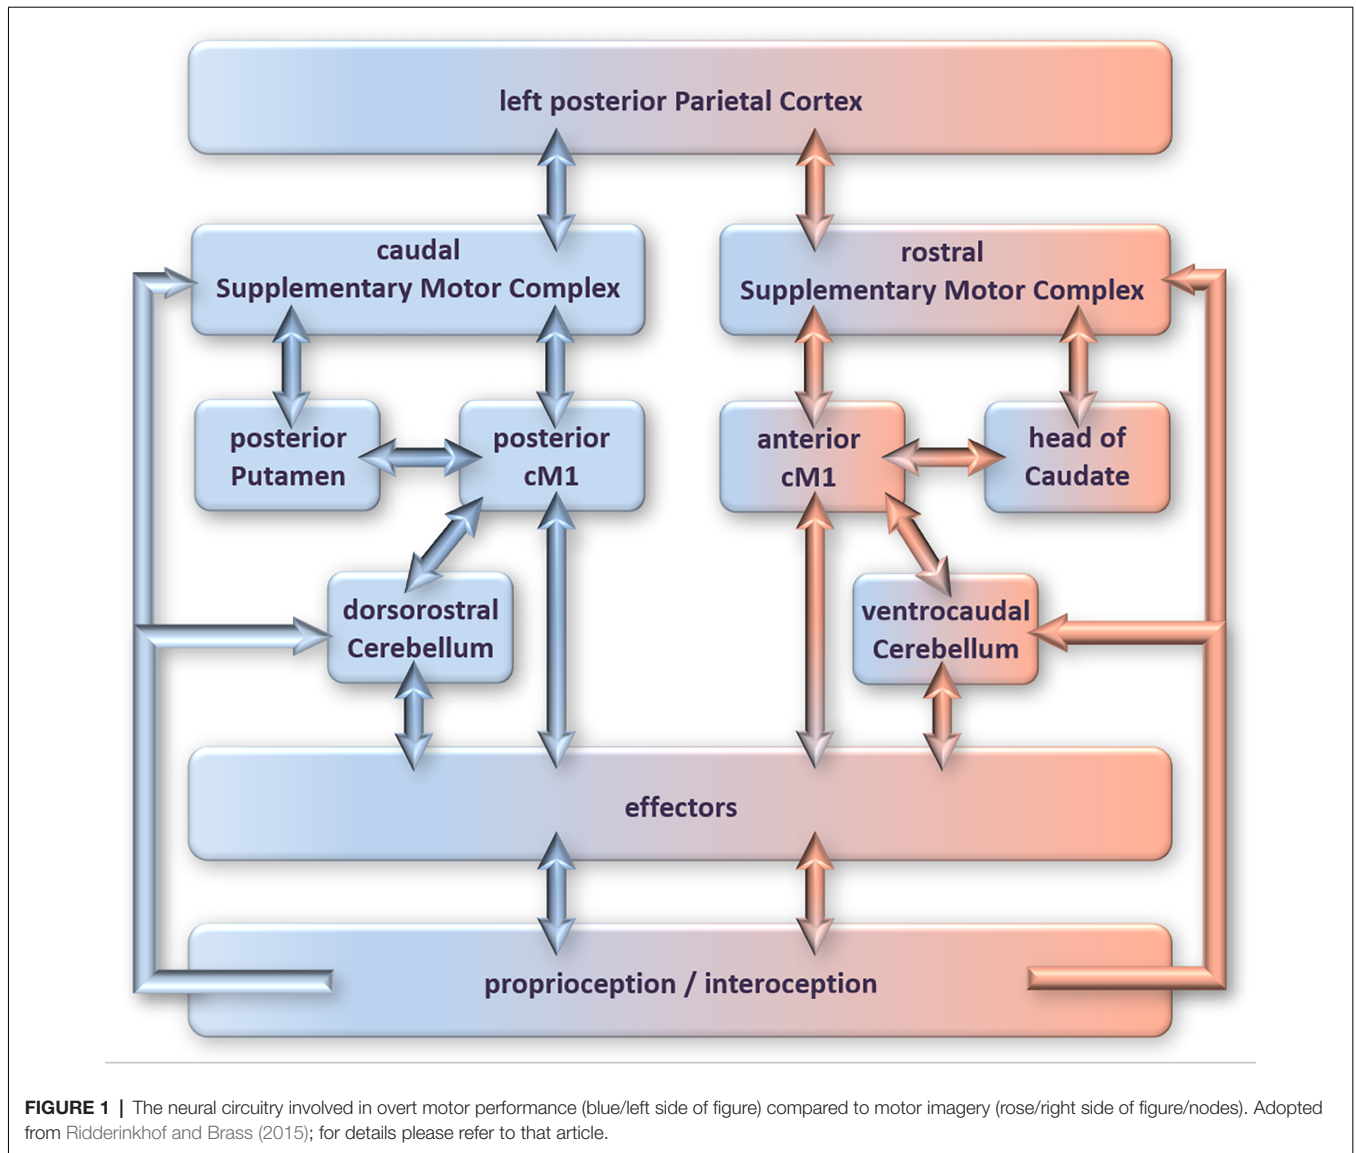 left posterior Parietal Cortex
caudal
Supplementary Motor Complex
rostral
Supplementary Motor Complex
posterior
Putamen
posterior
cM1
anterior
cM1
head of
Caudate
dorsorostral
Cerebellum
ventrocaudal
Cerebellum
effectors
proprioception / interoception
FIGURE 1 | The neural circuitry involved in overt motor performance (blue/left side of figure) compared to motor imagery (rose/right side of figure/nodes). Adopted
from Ridderinkhof and Brass (2015); for details please refer to that article.